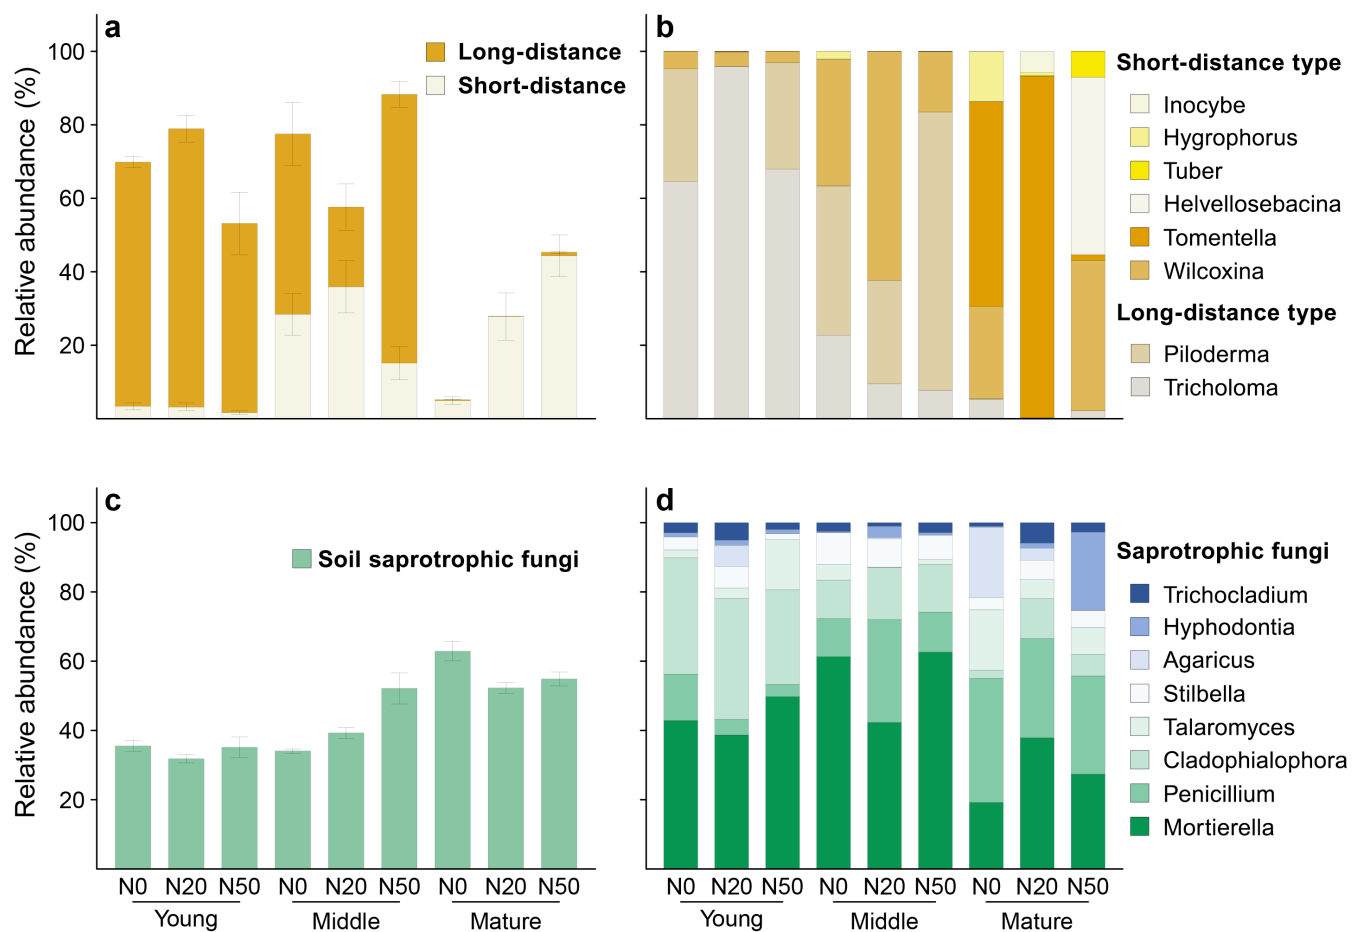 a
Relative abundance (%)
100
80
60
40
20
Long-distance
Short-distance
b
Short-distance type
Inocybe
Hygrophorus
Tuber
Helvellosebacina
Tomentella
Wilcoxina
Long-distance type
Piloderma
Tricholoma
c
Relative abundance (%)
100
80
60
40
20
Soil saprotrophic fungi
N0 N20 N50 N0 N20 N50 N0 N20 N50
Young Middle Mature
d
Saprotrophic fungi
Trichocladium
Hyphodontia
Agaricus
Stilbella
Talaromyces
Cladophialophora
Penicillium
Mortierella
N0 N20 N50 N0 N20 N50 N0 N20 N50
Young Middle Mature